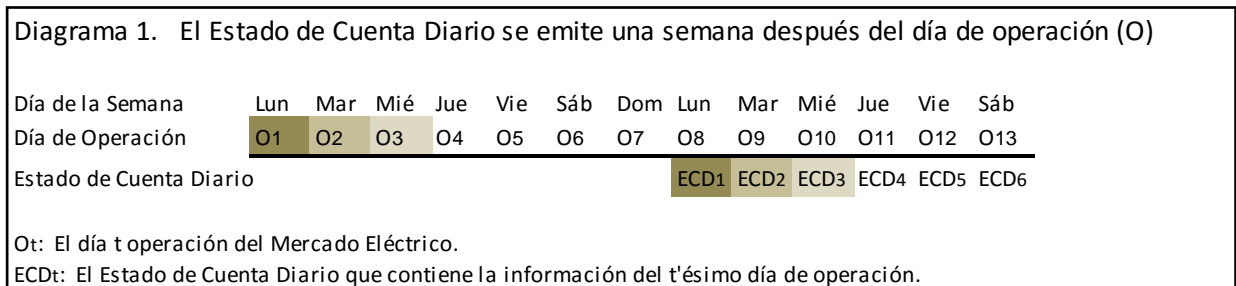 Diagrama 1. El Estado de Cuenta Diario se emite una semana después del día de operación (O)
Día de la Semana Lun Mar Mié Jue Vie Sáb Dom Lun Mar Mié Jue Vie Sáb
Día de Operación O1 O2 O3 O4 O5 O6 O7 O8 O9 O10 O11 O12 O13
Estado de Cuenta Diario ECD1 ECD2 ECD3 ECD4 ECD5 ECD6
Ot: El día t operación del Mercado Eléctrico.
ECDt: El Estado de Cuenta Diario que contiene la información del t'ésimo día de operación.